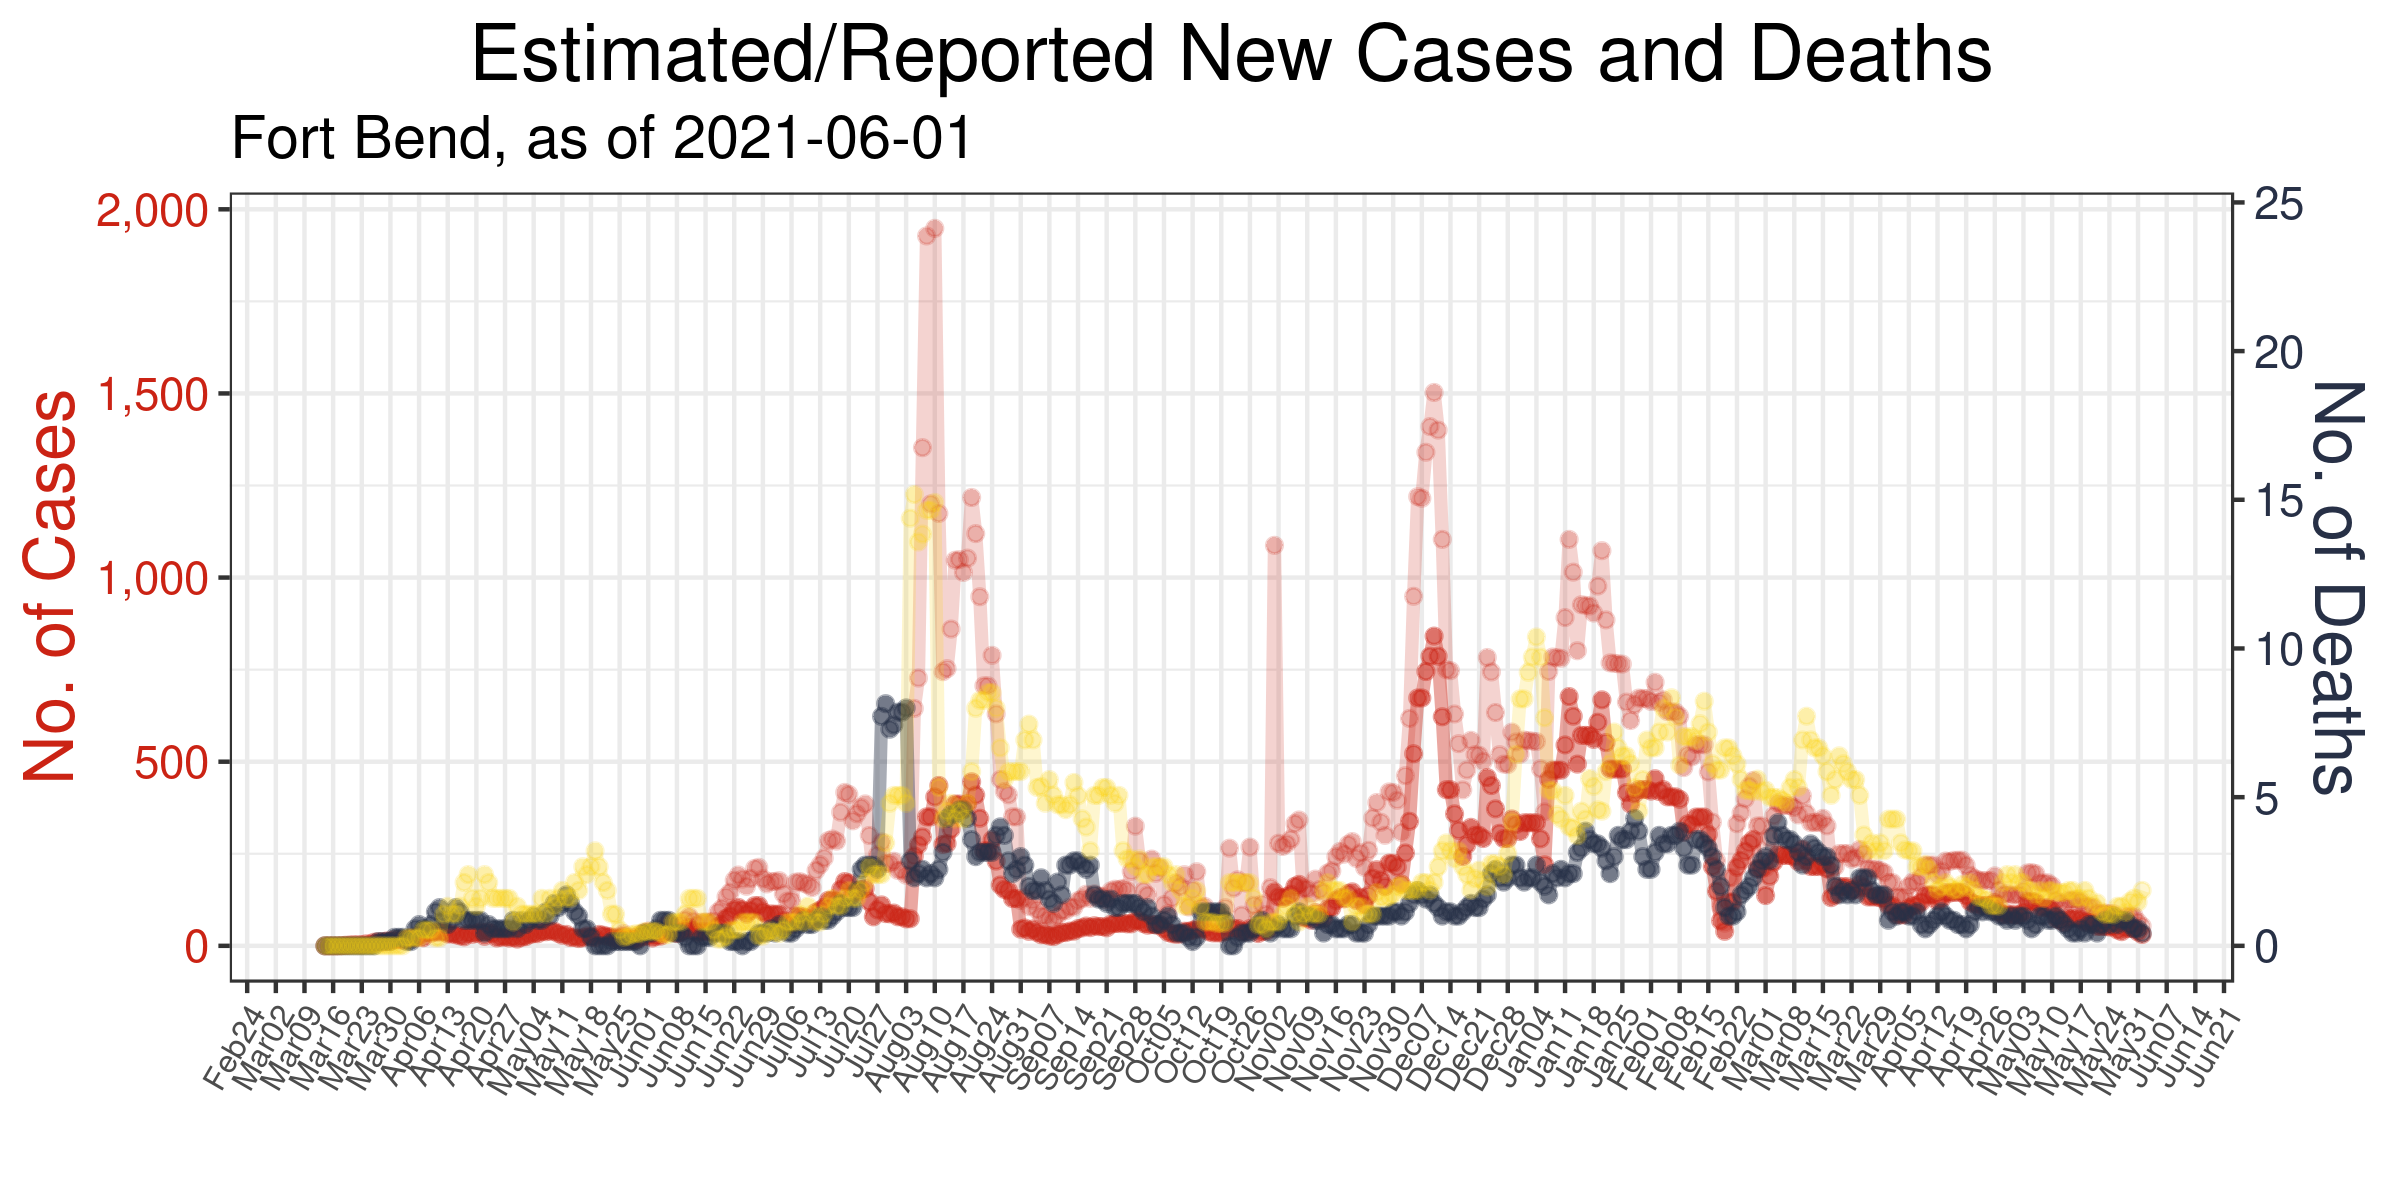 Estimated/Reported New Cases and Deaths
Fort Bend, as of 2021-06-01
No. of Cases
2,000
1,500
1,000
500
0
25
20
15
10
5
0
No. of Deaths
Feb24
Mar02
Mar09
Mar16
Mar23
Mar30
Apr06
Apr13
Apr20
Apr27
May04
May11
May18
May25
Jun01
Jun08
Jun15
Jun22
Jun29
Jul06
Jul13
Jul20
Jul27
Aug03
Aug10
Aug17
Aug24
Aug31
Sep07
Sep14
Sep21
Sep28
Oct05
Oct12
Oct19
Oct26
Nov02
Nov09
Nov16
Nov23
Nov30
Dec07
Dec14
Dec21
Dec28
Jan04
Jan11
Jan18
Jan25
Feb01
Feb08
Feb15
Feb22
Mar01
Mar08
Mar15
Mar22
Mar29
Apr05
Apr12
Apr19
Apr26
May03
May10
May17
May24
May31
Jun07
Jun14
Jun21